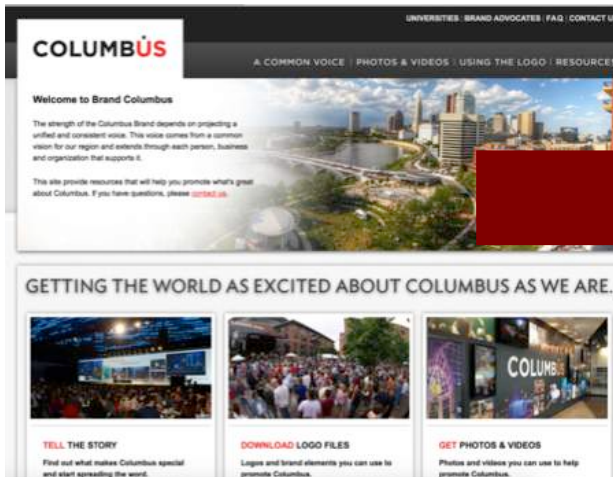 UNIVERSITIES | BRAND ADVOCATES | FAQ | CONTACT U
COLUMBUS
A COMMON VOICE | PHOTOS & VIDEOS | USING THE LOGO | RESOURCES
Welcome to Brand Columbus
The strength of the Columbus Brand depends on projecting a
unified and consistent voice. This voice comes from a common
vision for our region and extends through each person, business
and organization that supports it.
This site provide resources that will help you promote what's great
about Columbus. If you have questions, please contact us.
GETTING THE WORLD AS EXCITED ABOUT COLUMBUS AS WE ARE.
COLUMBUS
TELL THE STORY
DOWNLOAD LOGO FILES
GET PHOTOS & VIDEOS
Find out what makes Columbus special
and start spreading the word.
Logos and brand elements you can use to
promote Columbus.
Photos and videos you can use to help
promote Columbus.